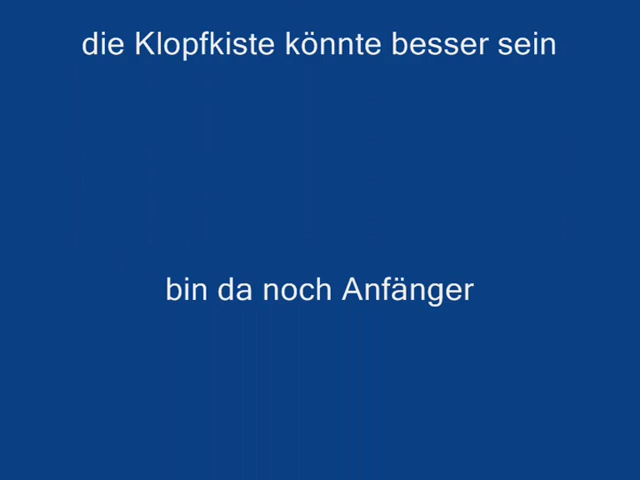 die Klopfkiste könnte besser sein
bin da noch Anfänger